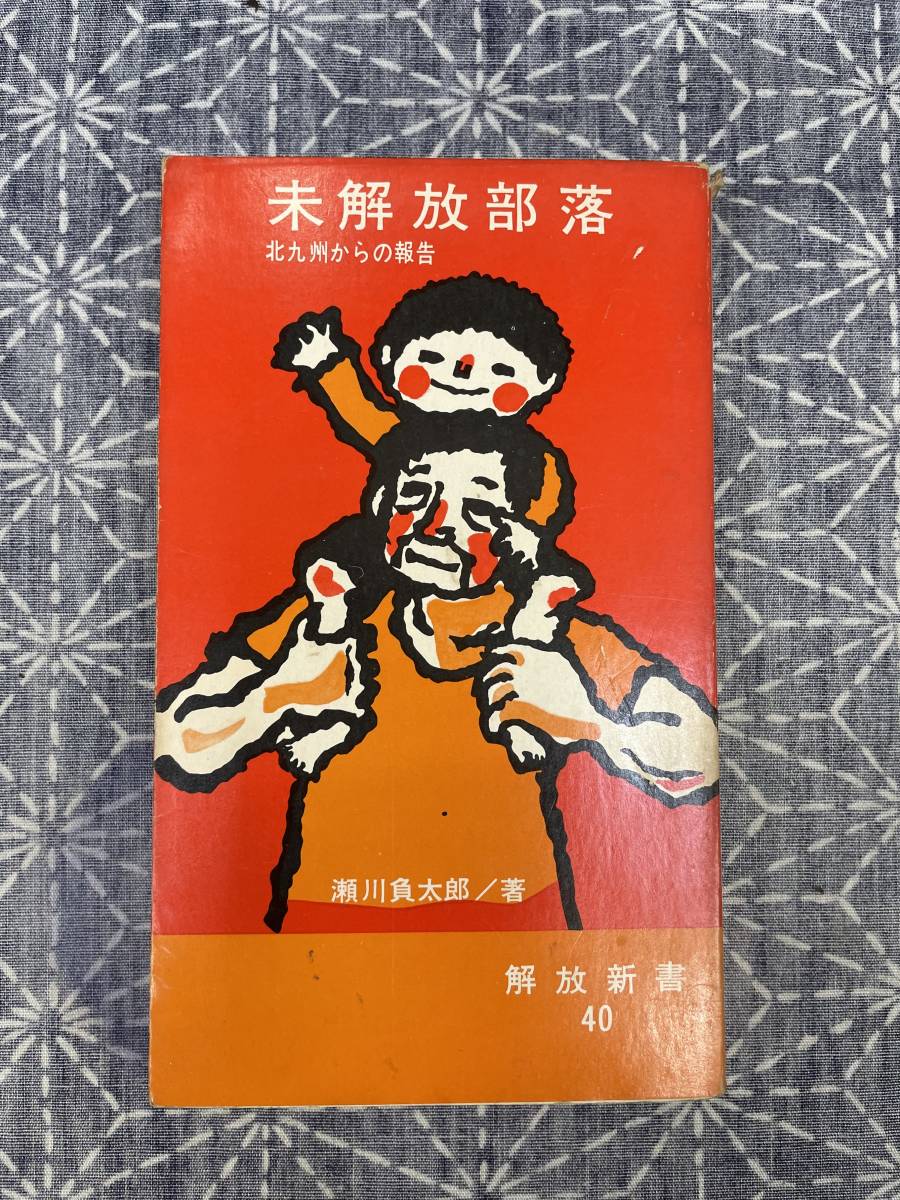 未解放部落
北九州からの報告
瀬川負太郎／著
解放新書
40